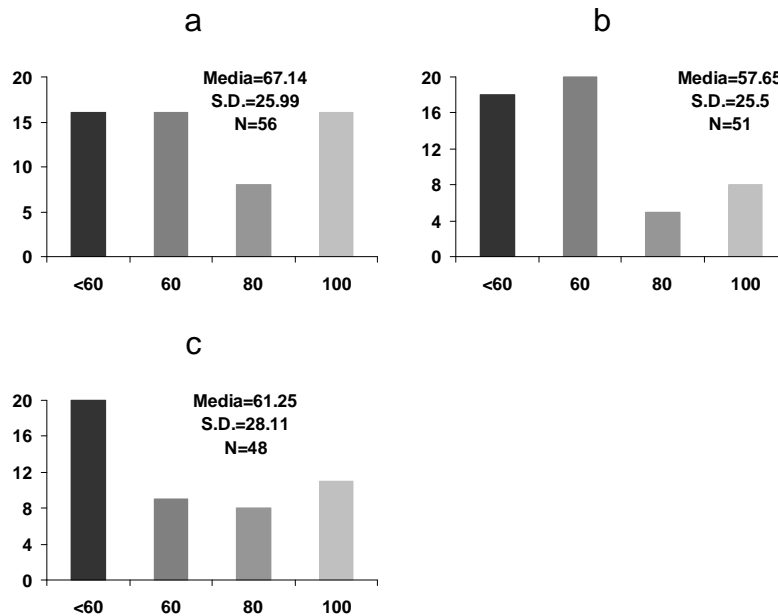 a
Media=67.14
S.D.=25.99
N=56
20
15
10
5
0
<60 60 80 100
b
Media=57.65
S.D.=25.5
N=51
20
16
12
8
4
0
<60 60 80 100
c
Media=61.25
S.D.=28.11
N=48
20
16
12
8
4
0
<60 60 80 100